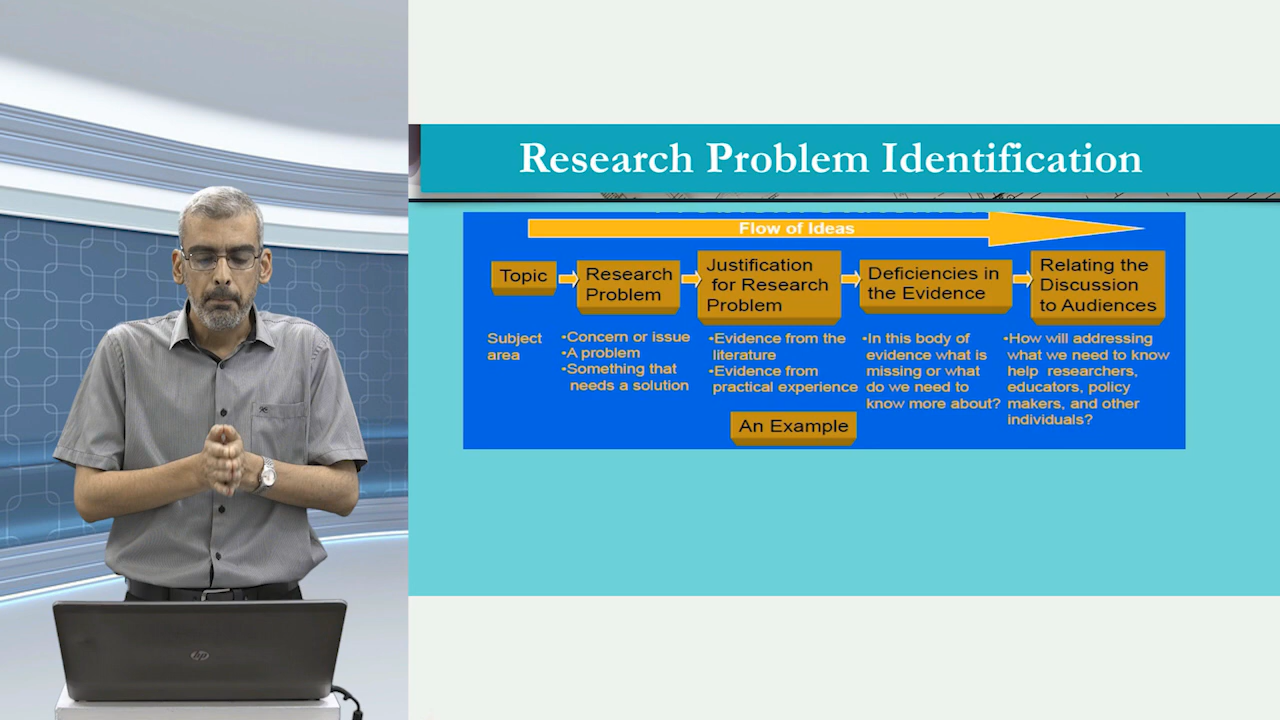 Research Problem Identification
Flow of Ideas
Topic
Research
Problem
Justification
for Research
Problem
Deficiencies in
the Evidence
Relating the
Discussion
to Audiences
Subject
area
•Concern or issue
•A problem
•Something that
needs a solution
•Evidence from the
literature
•Evidence from
practical experience
•In this body of
evidence what is
missing or what
do we need to
know more about?
•How will addressing
what we need to know
help researchers,
educators, policy
makers, and other
individuals?
An Example
hp